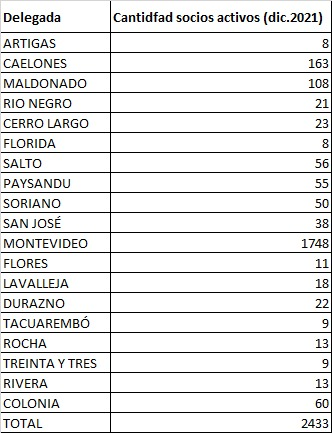 Delegada Cantidfad socios activos (dic.2021)
ARTIGAS 8
CAELONES 163
MALDONADO 108
RIO NEGRO 21
CERRO LARGO 23
FLORIDA 8
SALTO 56
PAYSANDU 55
SORIANO 50
SAN JOSÉ 38
MONTEVIDEO 1748
FLORES 11
LAVALLEJA 18
DURAZNO 22
TACUAREMBÓ 9
ROCHA 13
TREINTA Y TRES 9
RIVERA 13
COLONIA 60
TOTAL 2433